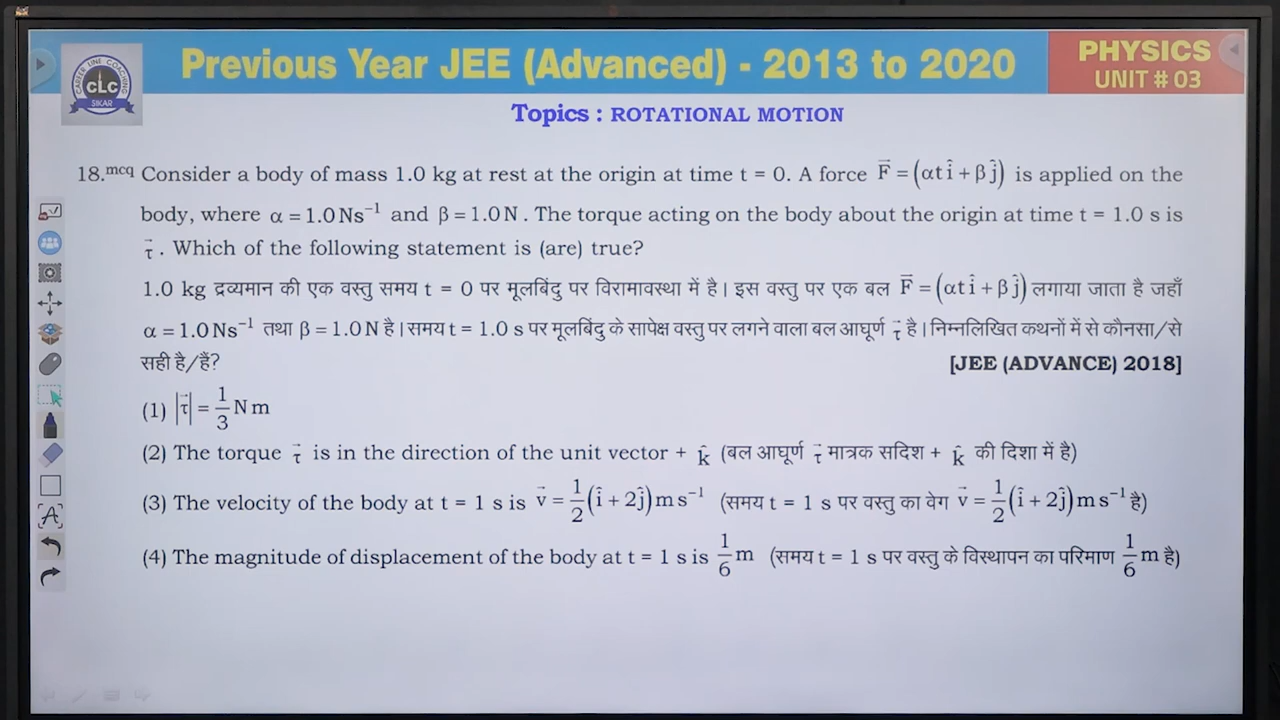 CAREER LINE COACHING
CLC
SIKAR
Previous Year JEE (Advanced) - 2013 to 2020
PHYSICS
UNIT # 03
Topics : ROTATIONAL MOTION
18.mcq Consider a body of mass 1.0 kg at rest at the origin at time t = 0. A force F⃗ = (αt î + β ĵ) is applied on the
body, where α = 1.0 Ns⁻¹ and β = 1.0 N. The torque acting on the body about the origin at time t = 1.0 s is
τ⃗ . Which of the following statement is (are) true?
1.0 kg द्रव्यमान की एक वस्तु समय t = 0 पर मूलबिंदु पर विरामावस्था में है। इस वस्तु पर एक बल F⃗ = (αt î + β ĵ) लगाया जाता है जहाँ
α = 1.0 Ns⁻¹ तथा β = 1.0 N है। समय t = 1.0 s पर मूलबिंदु के सापेक्ष वस्तु पर लगने वाला बल आघूर्ण τ⃗ है। निम्नलिखित कथनों में से कौनसा/से
सही है/हैं?
[JEE (ADVANCE) 2018]
(1) |τ⃗| = 1/3 N m
(2) The torque τ⃗ is in the direction of the unit vector + k̂ (बल आघूर्ण τ⃗ मात्रक सदिश + k̂ की दिशा में है)
(3) The velocity of the body at t = 1 s is v⃗ = 1/2 (î + 2ĵ) m s⁻¹ (समय t = 1 s पर वस्तु का वेग v⃗ = 1/2 (î + 2ĵ) m s⁻¹ है)
(4) The magnitude of displacement of the body at t = 1 s is 1/6 m (समय t = 1 s पर वस्तु के विस्थापन का परिमाण 1/6 m है)